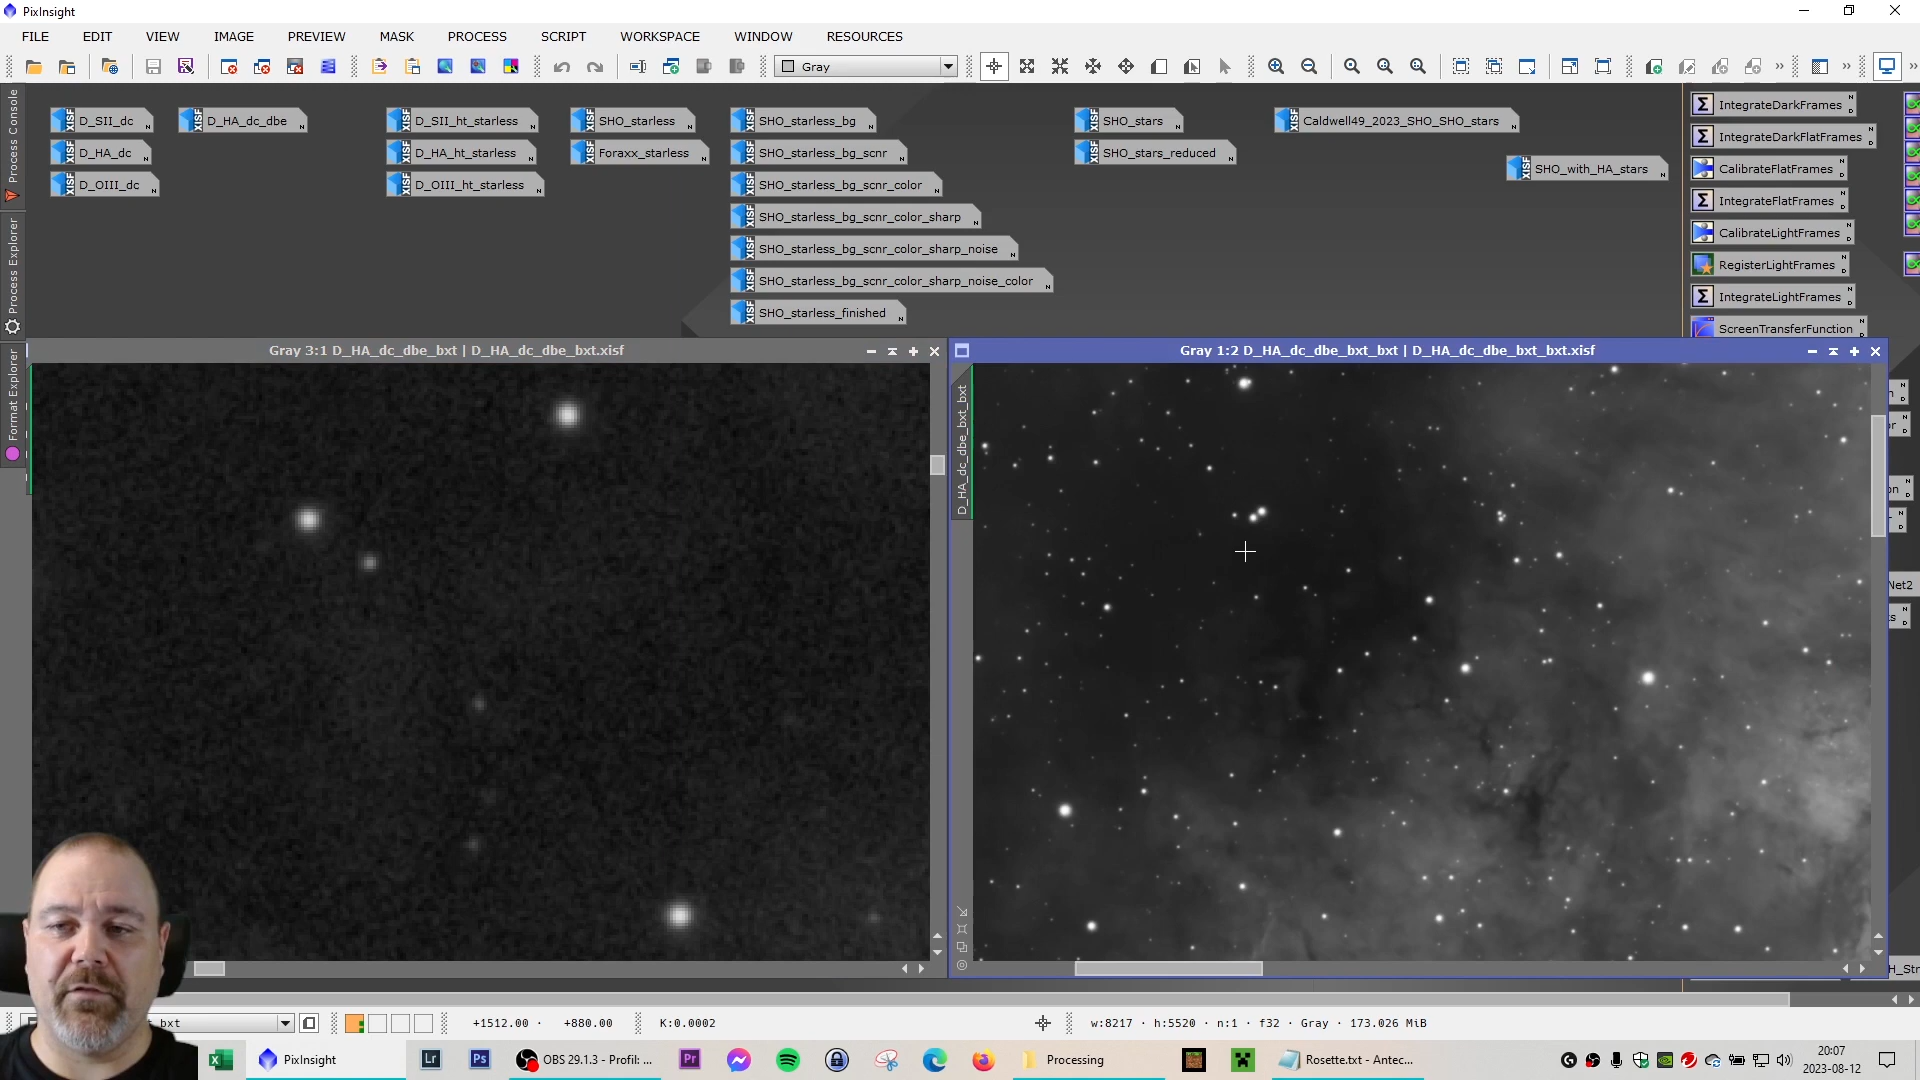 PixInsight
FILE EDIT VIEW IMAGE PREVIEW MASK PROCESS SCRIPT WORKSPACE WINDOW RESOURCES
Gray
Process Console
Process Explorer
Format Explorer
D_SII_dc
D_HA_dc
D_OIII_dc
D_HA_dc_dbe
D_SII_ht_starless
D_HA_ht_starless
D_OIII_ht_starless
SHO_starless
Foraxx_starless
SHO_starless_bg
SHO_starless_bg_scnr
SHO_starless_bg_scnr_color
SHO_starless_bg_scnr_color_sharp
SHO_starless_bg_scnr_color_sharp_noise
SHO_starless_bg_scnr_color_sharp_noise_color
SHO_starless_finished
SHO_stars
SHO_stars_reduced
Caldwell49_2023_SHO_SHO_stars
SHO_with_HA_stars
IntegrateDarkFrames
IntegrateDarkFlatFrames
CalibrateFlatFrames
IntegrateFlatFrames
CalibrateLightFrames
RegisterLightFrames
IntegrateLightFrames
ScreenTransferFunction
Net2
H_Str
Gray 3:1 D_HA_dc_dbe_bxt | D_HA_dc_dbe_bxt.xisf
Gray 1:2 D_HA_dc_dbe_bxt_bxt | D_HA_dc_dbe_bxt_bxt.xisf
D_HA_dc_dbe_bxt_bxt
bxt
+1512.00 · +880.00
K:0.0002
w:8217 · h:5520 · n:1 · f32 · Gray · 173.026 MiB
PixInsight
OBS 29.1.3 - Profil: ...
Processing
Rosette.txt - Antec...
20:07
2023-08-12